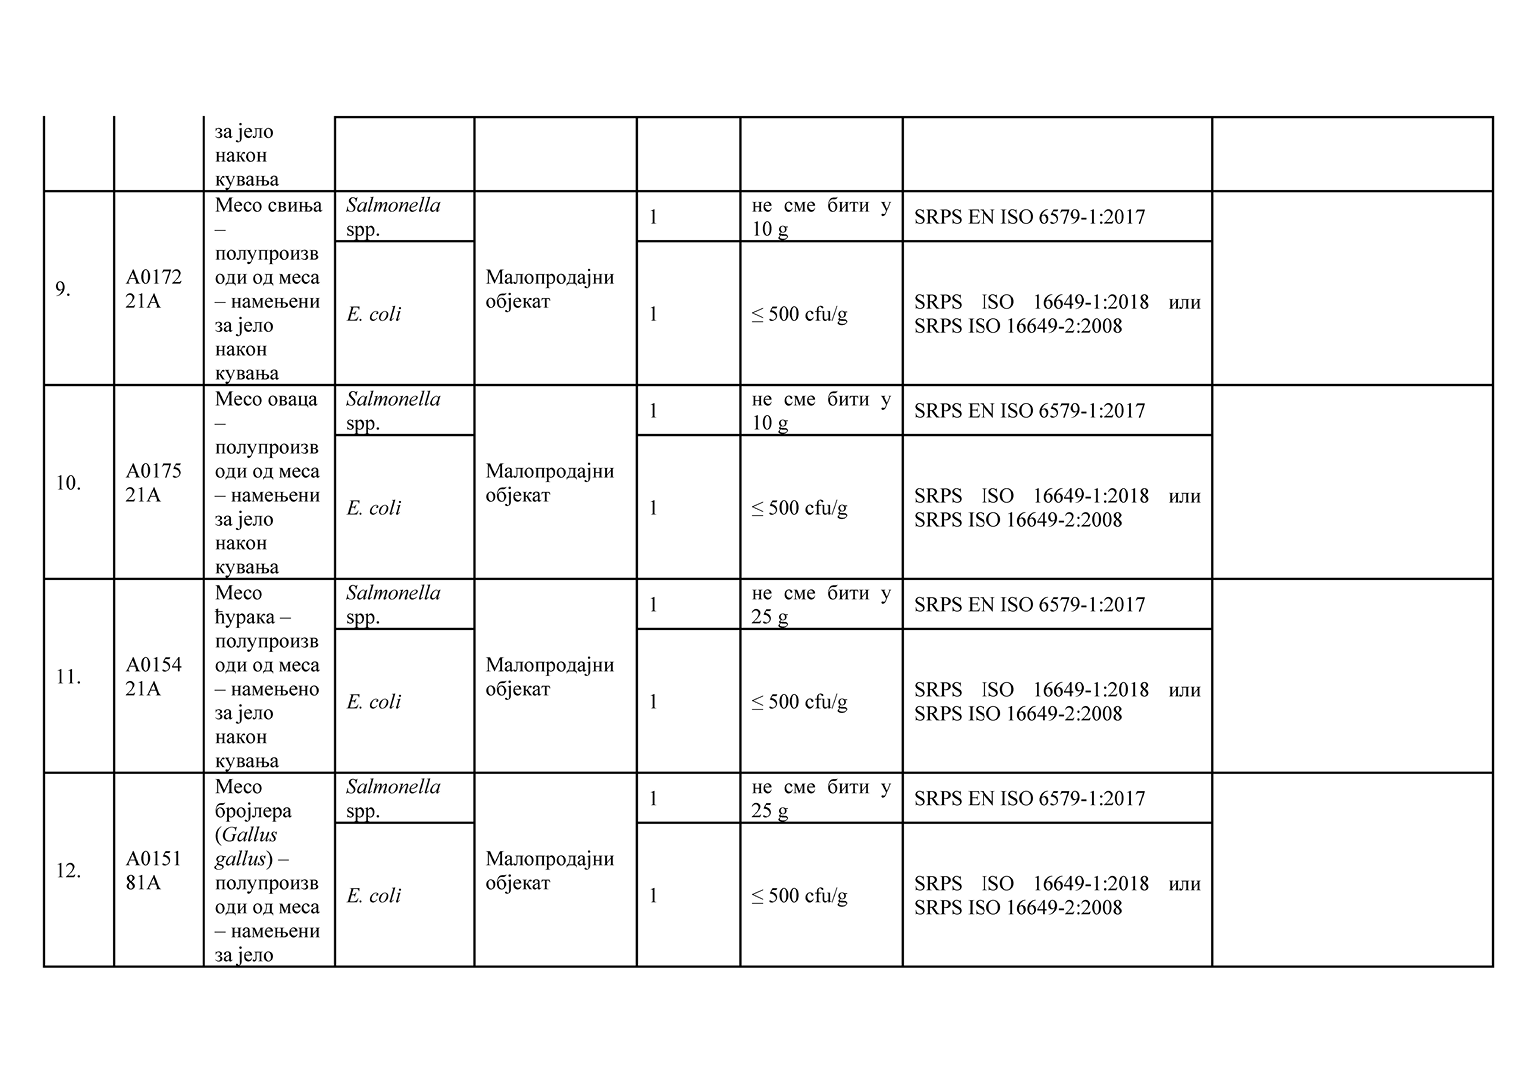 за јело
након
кувања
9.
A0172
21A
Месо свиња
–
полупроизв
оди од меса
– намењени
за јело
након
кувања
Salmonella
spp.
E. coli
Малопродајни
објекат
1
1
не сме бити у
10 g
≤ 500 cfu/g
SRPS EN ISO 6579-1:2017
SRPS ISO 16649-1:2018 или
SRPS ISO 16649-2:2008
10.
A0175
21A
Месо оваца
–
полупроизв
оди од меса
– намењени
за јело
након
кувања
Salmonella
spp.
E. coli
Малопродајни
објекат
1
1
не сме бити у
10 g
≤ 500 cfu/g
SRPS EN ISO 6579-1:2017
SRPS ISO 16649-1:2018 или
SRPS ISO 16649-2:2008
11.
A0154
21A
Месо
ћурака –
полупроизв
оди од меса
– намењено
за јело
након
кувања
Salmonella
spp.
E. coli
Малопродајни
објекат
1
1
не сме бити у
25 g
≤ 500 cfu/g
SRPS EN ISO 6579-1:2017
SRPS ISO 16649-1:2018 или
SRPS ISO 16649-2:2008
12.
A0151
81A
Месо
бројлера
(Gallus
gallus) –
полупроизв
оди од меса
– намењени
за јело
Salmonella
spp.
E. coli
Малопродајни
објекат
1
1
не сме бити у
25 g
≤ 500 cfu/g
SRPS EN ISO 6579-1:2017
SRPS ISO 16649-1:2018 или
SRPS ISO 16649-2:2008